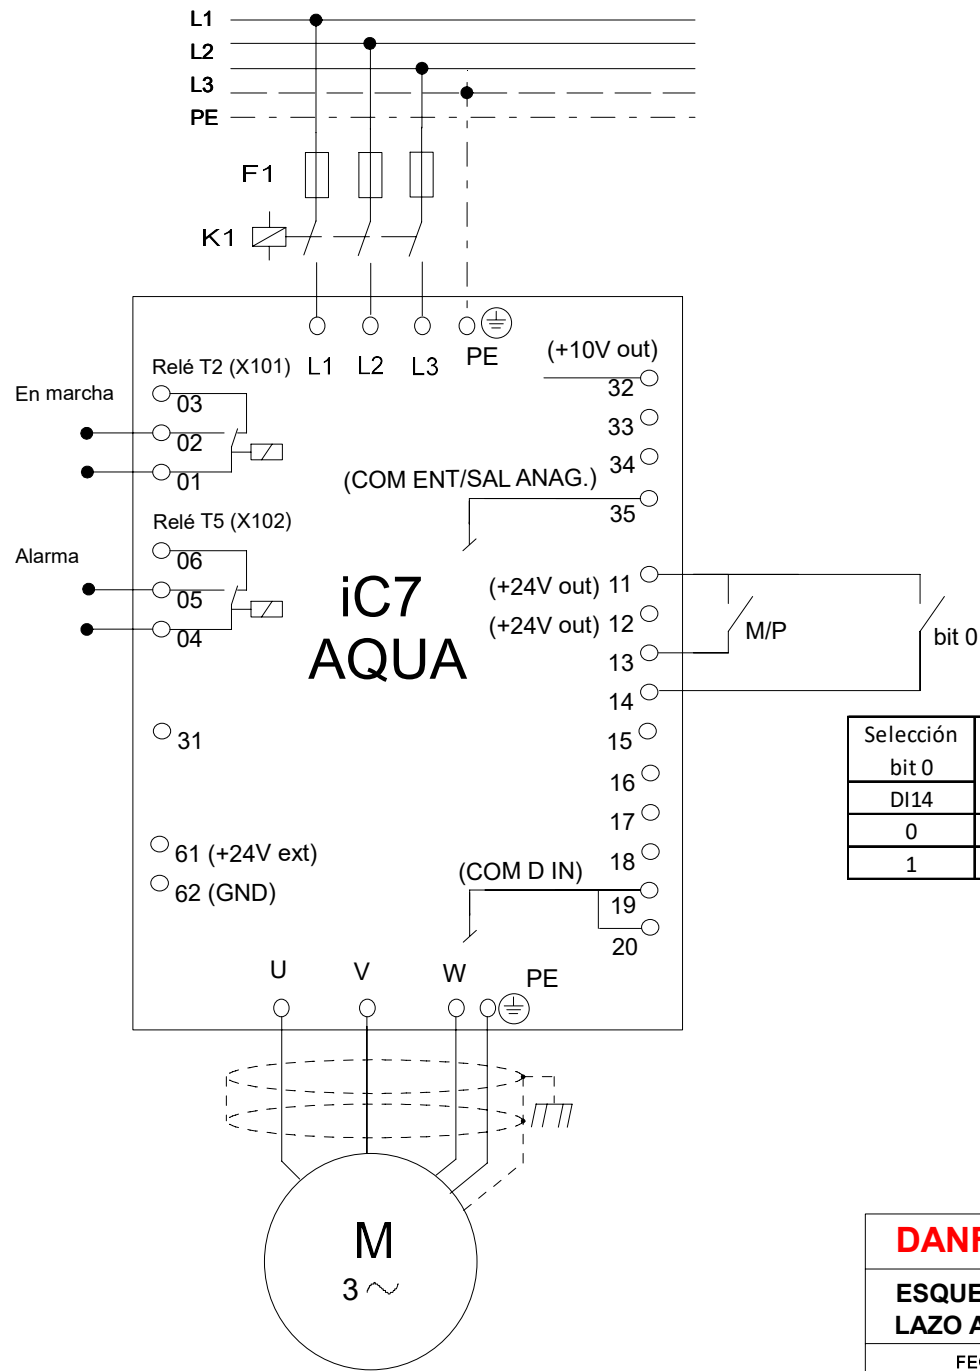 L1
L2
L3
PE
F1
K1
L1 L2 L3 PE
(+10V out)
32
33
34
(COM ENT/SAL ANAG.)
35
Relé T2 (X101)
En marcha
03
02
01
Relé T5 (X102)
Alarma
06
05
04
iC7
AQUA
(+24V out) 11
(+24V out) 12
13
14
15
16
17
18
(COM D IN)
19
20
M/P
bit 0
31
61 (+24V ext)
62 (GND)
Selección
bit 0
DI14
0
1
U V W PE
M
3
DANF
ESQUE
LAZO A